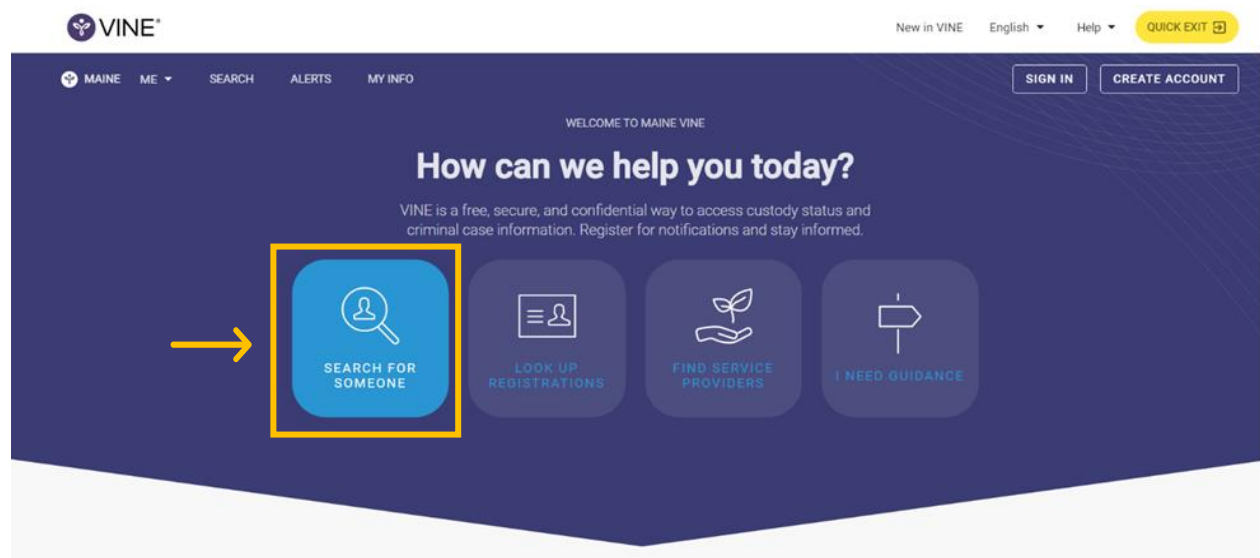 VINE®
New in VINE English Help QUICK EXIT
MAINE ME SEARCH ALERTS MY INFO SIGN IN CREATE ACCOUNT
WELCOME TO MAINE VINE
How can we help you today?
VINE is a free, secure, and confidential way to access custody status and
criminal case information. Register for notifications and stay informed.
SEARCH FOR
SOMEONE
LOOK UP
REGISTRATIONS
FIND SERVICE
PROVIDERS
I NEED GUIDANCE